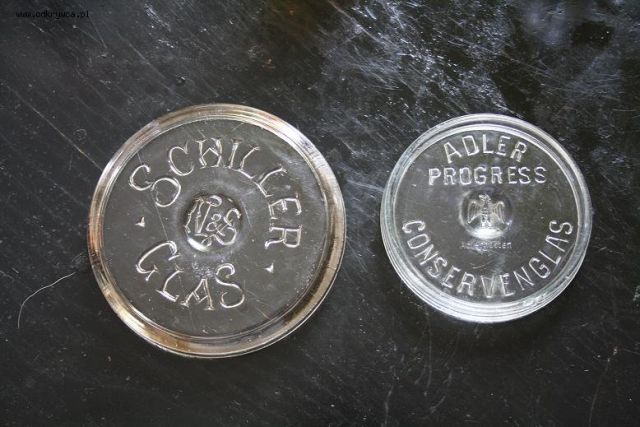 www.odkrywca.pl
SCHILLER
GLAS
ADLER
PROGRESS
CONSERVENGLAS